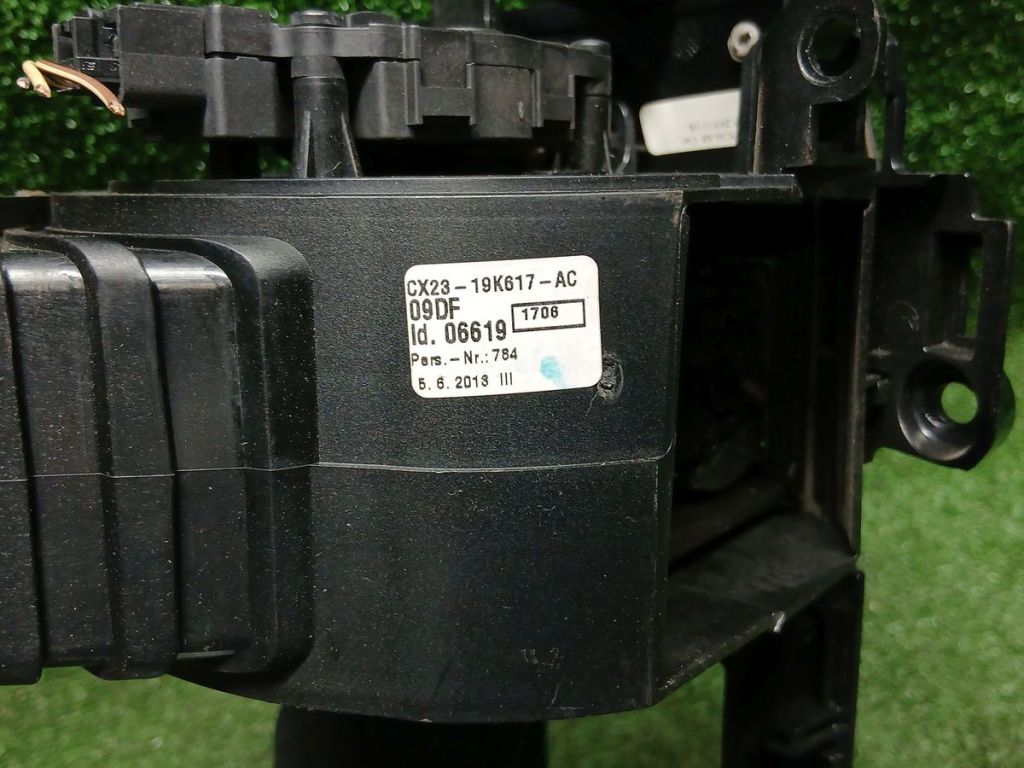 CX23-19K617-AC
09DF
1706
Id. 06619
Pers.-Nr.: 784
5. 6. 2013 III